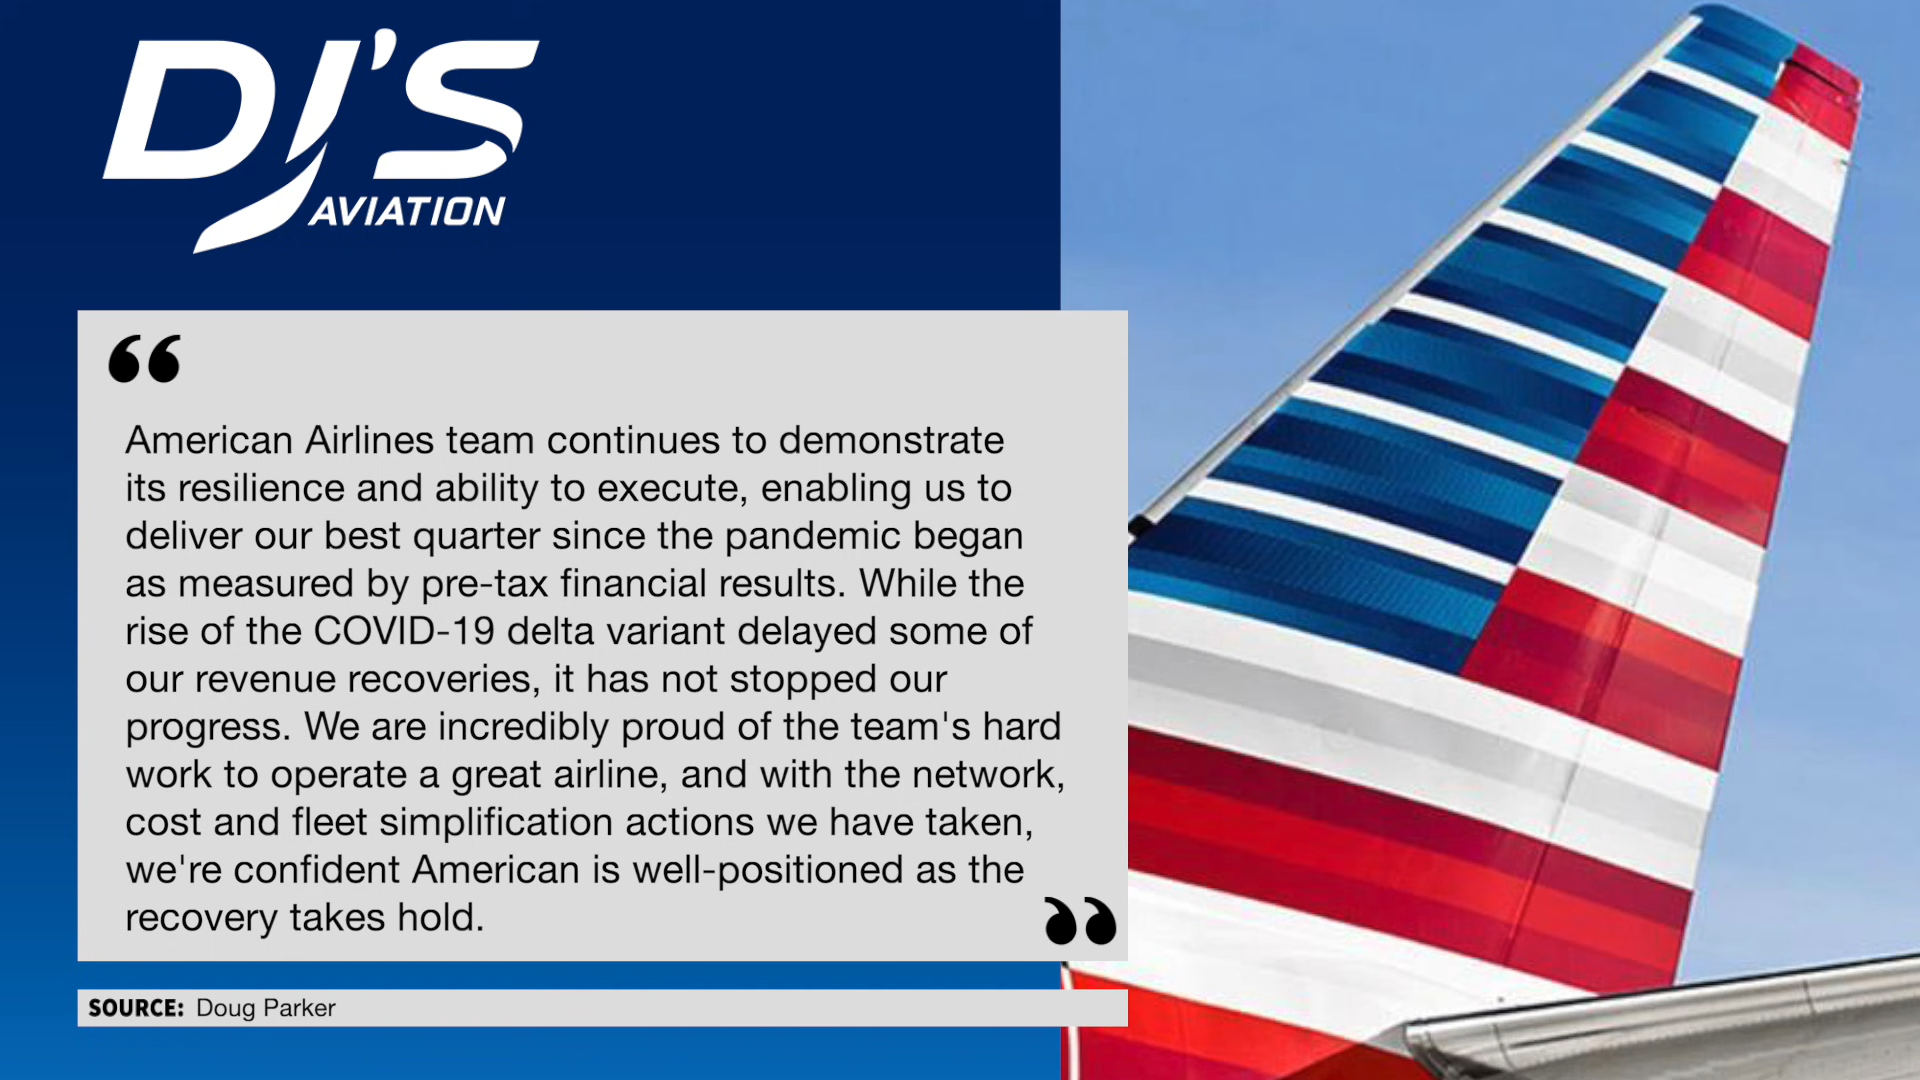 DJ'S
AVIATION
“
American Airlines team continues to demonstrate
its resilience and ability to execute, enabling us to
deliver our best quarter since the pandemic began
as measured by pre-tax financial results. While the
rise of the COVID-19 delta variant delayed some of
our revenue recoveries, it has not stopped our
progress. We are incredibly proud of the team's hard
work to operate a great airline, and with the network,
cost and fleet simplification actions we have taken,
we're confident American is well-positioned as the
recovery takes hold.
”
SOURCE: Doug Parker